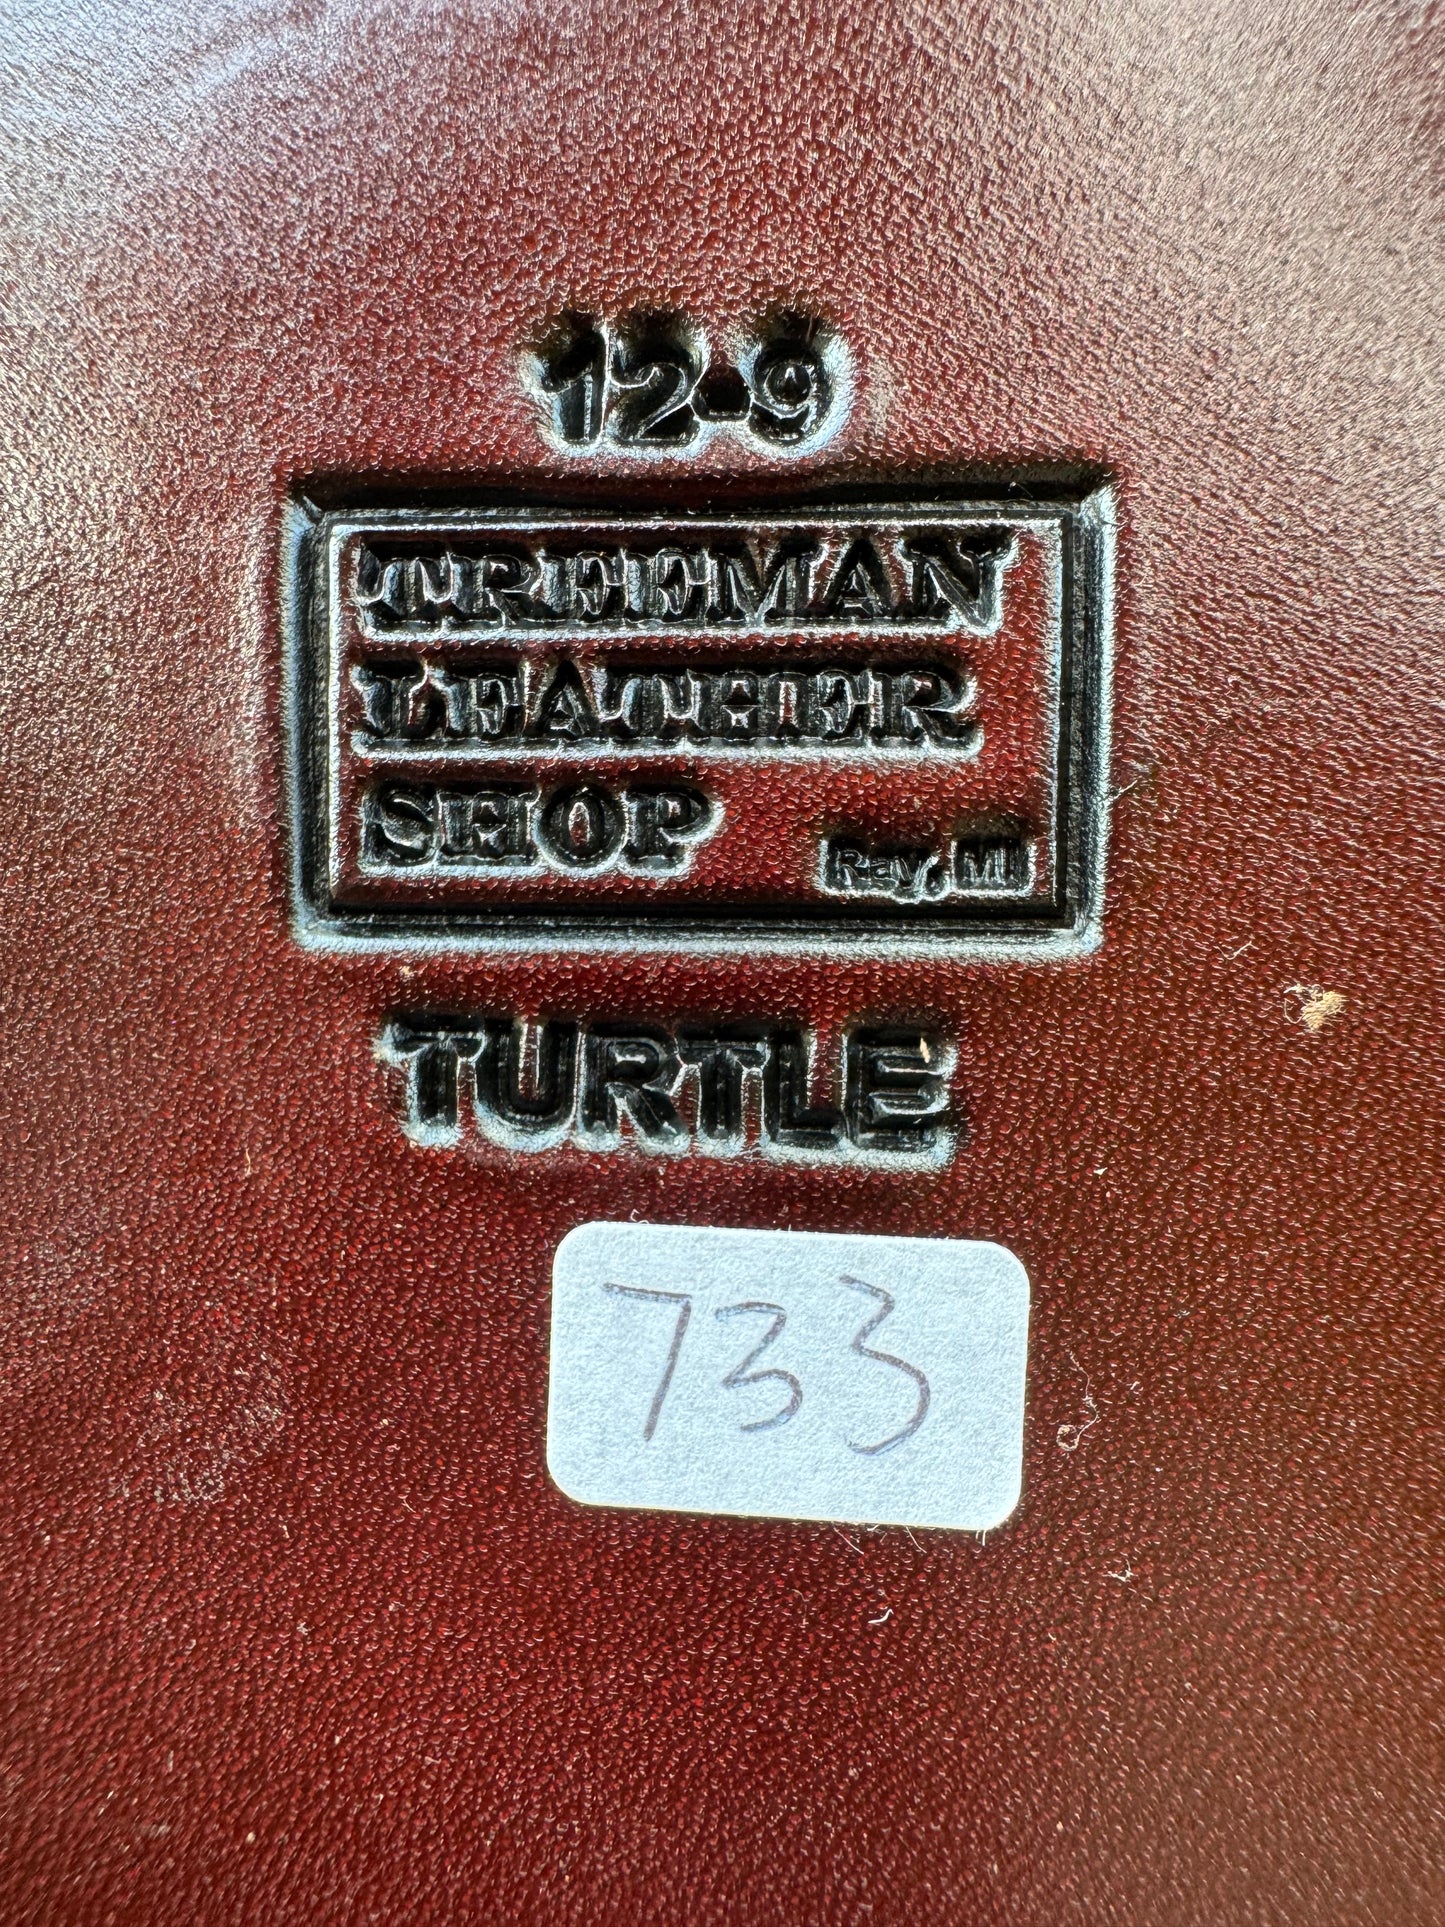 12-9
TREEMAN
LEATHER
SHOP Ray, MI
TURTLE
733